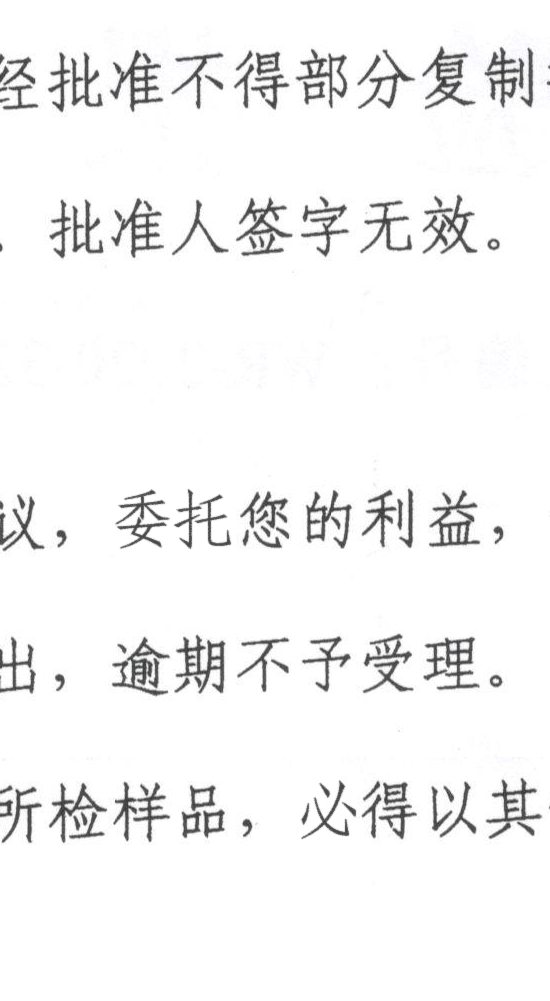 经批准不得部分复制
。批准人签字无效。
议，委托您的利益，
出，逾期不予受理。
所检样品，必得以其